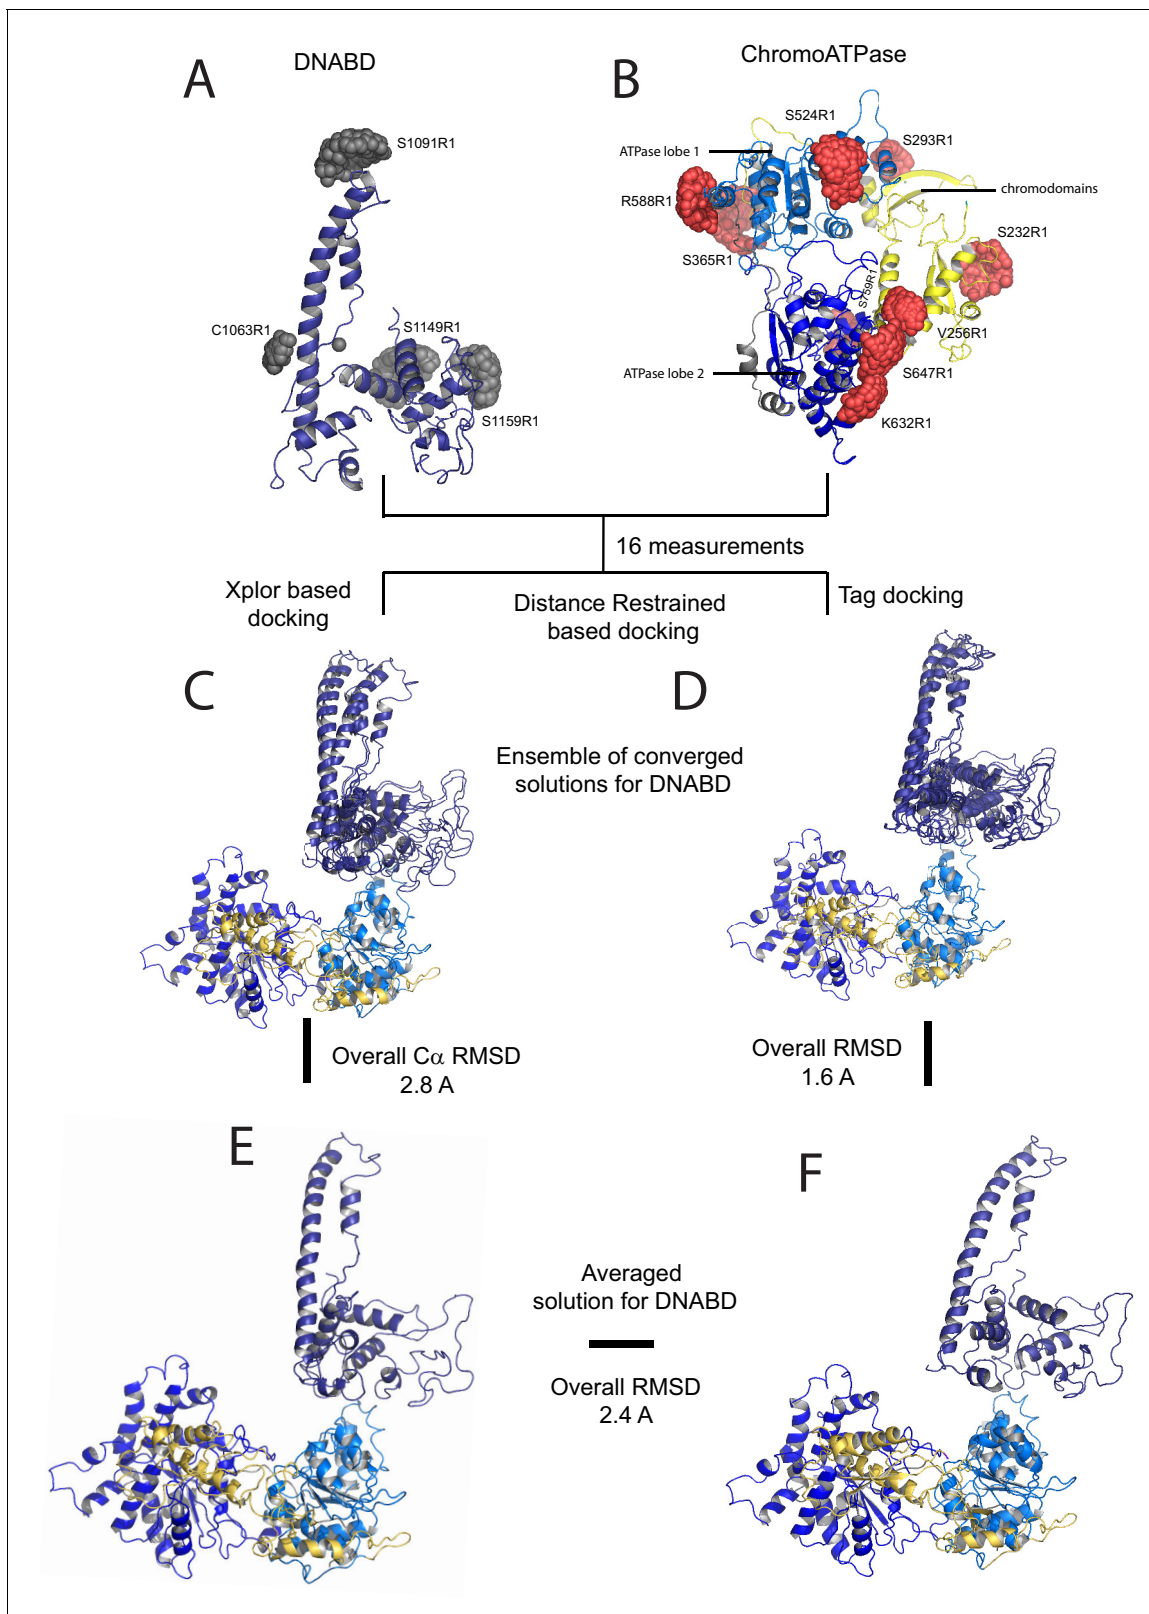 A
DNABD
S1091R1
C1063R1
S1149R1
S1159R1
B
ChromoATPase
S524R1
S293R1
ATPase lobe 1
chromodomains
R588R1
S232R1
S365R1
S759R1
V256R1
ATPase lobe 2
S647R1
K632R1
16 measurements
Xplor based
docking
Distance Restrained
based docking
Tag docking
C
D
Ensemble of converged
solutions for DNABD
Overall Cα RMSD
2.8 A
Overall RMSD
1.6 A
E
F
Averaged
solution for DNABD
Overall RMSD
2.4 A